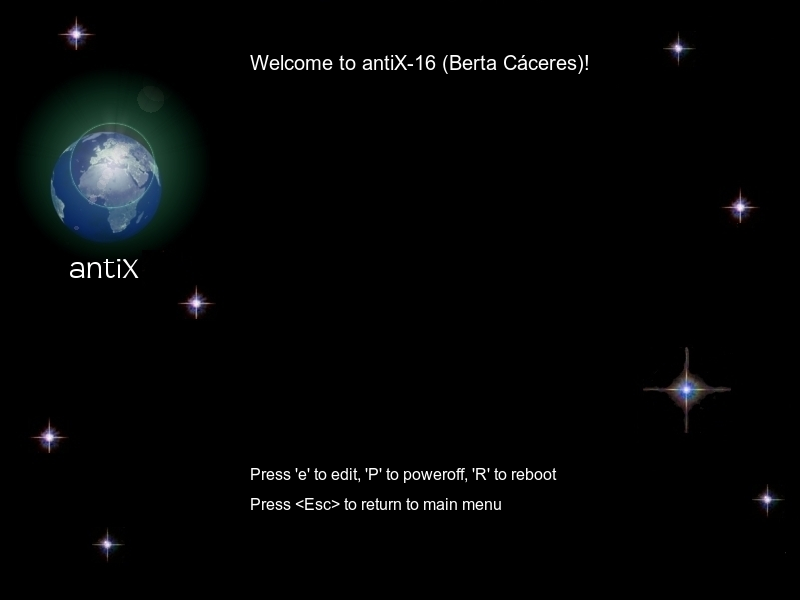 Welcome to antiX-16 (Berta Cáceres)!
antiX
Press 'e' to edit, 'P' to poweroff, 'R' to reboot
Press <Esc> to return to main menu